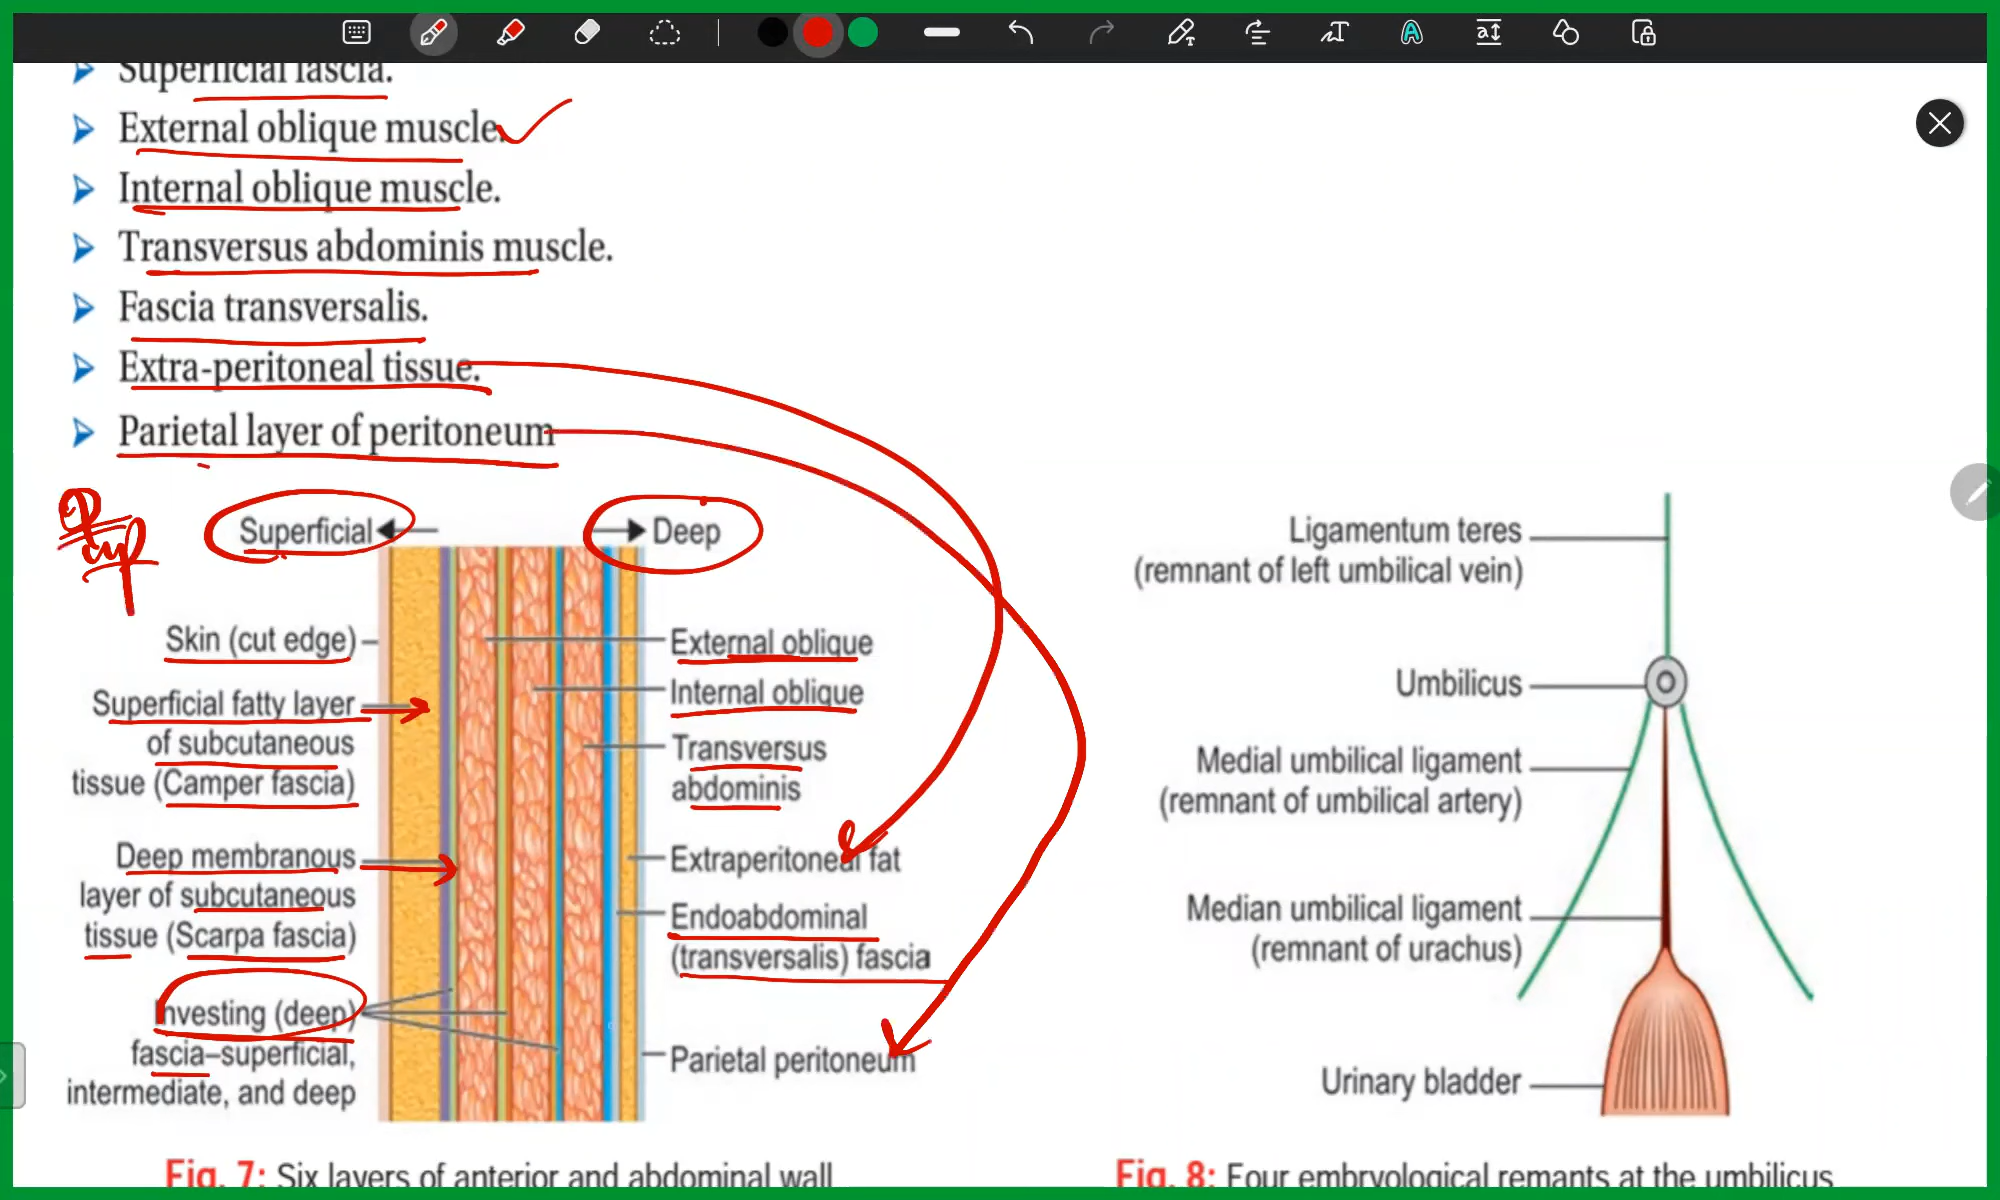 Superficial fascia.
External oblique muscle.
Internal oblique muscle.
Transversus abdominis muscle.
Fascia transversalis.
Extra-peritoneal tissue.
Parietal layer of peritoneum
Superficial
Deep
Skin (cut edge)
Superficial fatty layer
of subcutaneous
tissue (Camper fascia)
Deep membranous
layer of subcutaneous
tissue (Scarpa fascia)
Investing (deep)
fascia–superficial,
intermediate, and deep
External oblique
Internal oblique
Transversus
abdominis
Extraperitoneal fat
Endoabdominal
(transversalis) fascia
Parietal peritoneum
Fig. 7: Six layers of anterior and abdominal wall
Ligamentum teres
(remnant of left umbilical vein)
Umbilicus
Medial umbilical ligament
(remnant of umbilical artery)
Median umbilical ligament
(remnant of urachus)
Urinary bladder
Fig. 8: Four embryological remants at the umbilicus